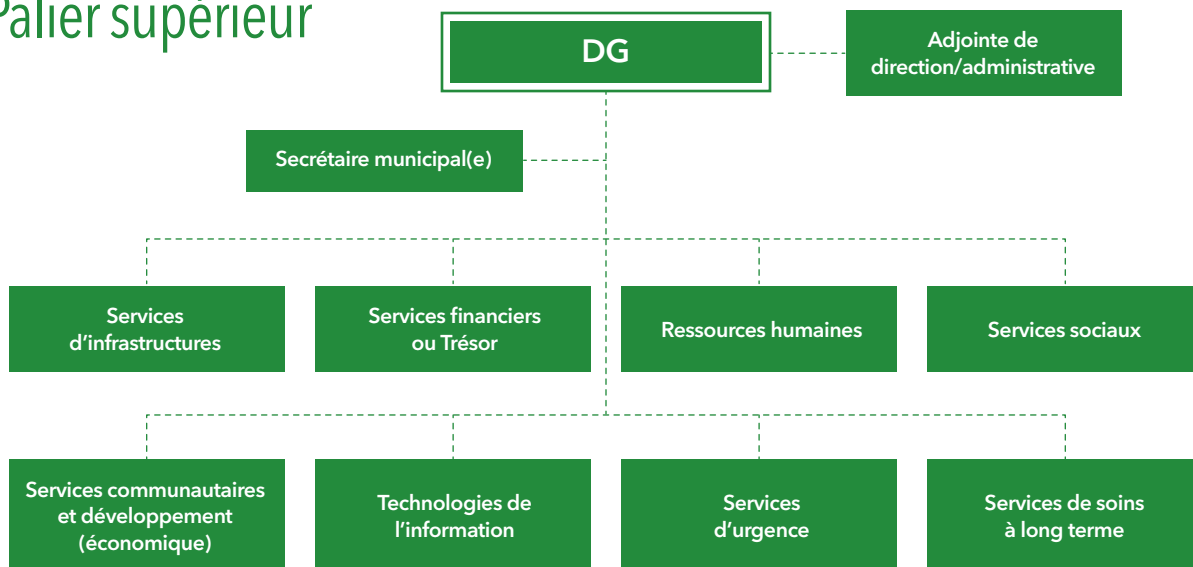 Palier supérieur
DG
Adjointe de
direction/administrative
Secrétaire municipal(e)
Services
d’infrastructures
Services financiers
ou Trésor
Ressources humaines
Services sociaux
Services communautaires
et développement
(économique)
Technologies de
l’information
Services
d’urgence
Services de soins
à long terme